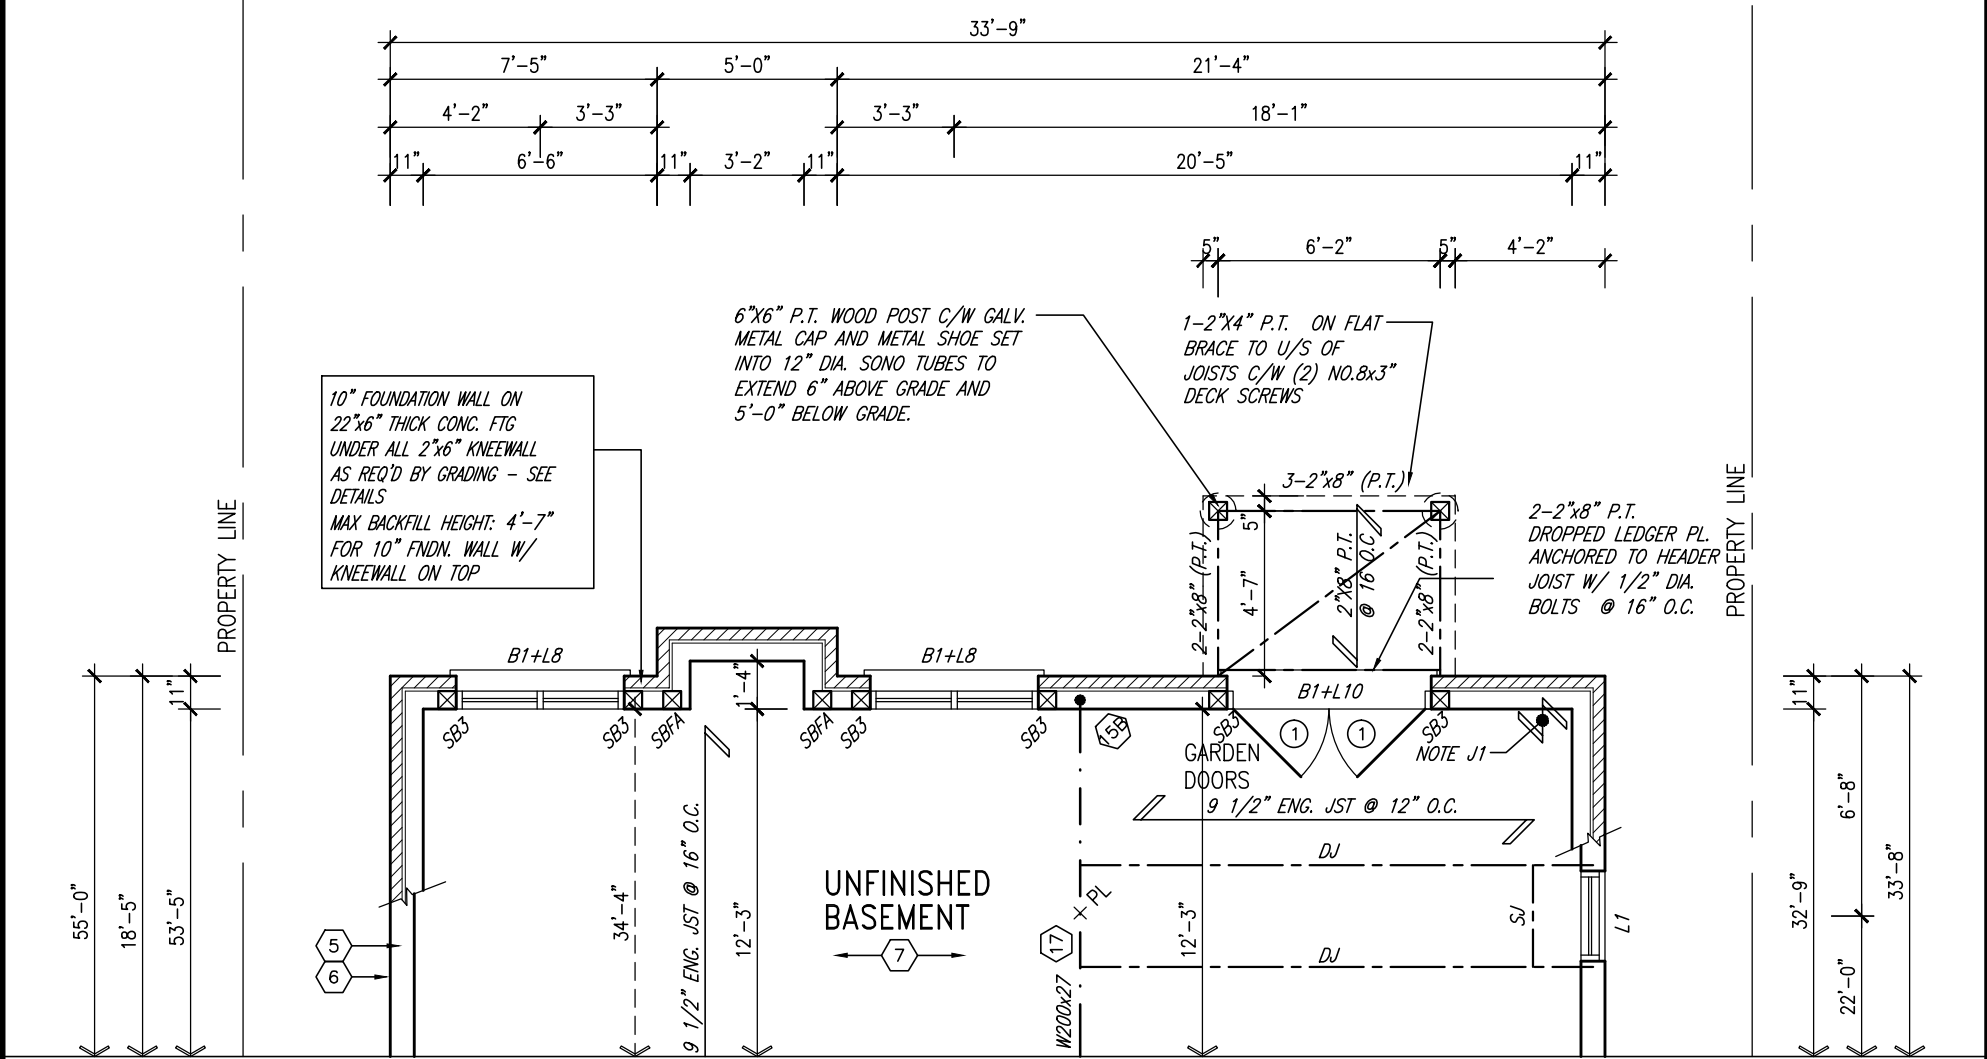 33'-9"
7'-5" 5'-0" 21'-4"
4'-2" 3'-3" 3'-3" 18'-1"
11" 6'-6" 11" 3'-2" 11" 20'-5" 11"
5" 6'-2" 5" 4'-2"
6"X6" P.T. WOOD POST C/W GALV.
METAL CAP AND METAL SHOE SET
INTO 12" DIA. SONO TUBES TO
EXTEND 6" ABOVE GRADE AND
5'-0" BELOW GRADE.
1-2"X4" P.T. ON FLAT
BRACE TO U/S OF
JOISTS C/W (2) NO.8x3"
DECK SCREWS
10" FOUNDATION WALL ON
22"x6" THICK CONC. FTG
UNDER ALL 2"x6" KNEEWALL
AS REQ'D BY GRADING - SEE
DETAILS
MAX BACKFILL HEIGHT: 4'-7"
FOR 10" FNDN. WALL W/
KNEEWALL ON TOP
3-2"x8" (P.T.)
2-2"x8" P.T.
DROPPED LEDGER PL.
ANCHORED TO HEADER
JOIST W/ 1/2" DIA.
BOLTS @ 16" O.C.
PROPERTY LINE
PROPERTY LINE
2-2"x8" (P.T.)
5"
4'-7"
2"X8" P.T.
@ 16 O.C.
2-2"x8" (P.T.)
B1+L8
B1+L8
B1+L10
1'-4"
SB3
SB3
SBFA
SBFA
SB3
SB3
15B
SB3
SB3
GARDEN
DOORS
1
1
NOTE J1
9 1/2" ENG. JST @ 12" O.C.
DJ
SJ
DJ
L1
PL
17
W200x27
UNFINISHED
BASEMENT
7
5
6
55'-0"
18'-5"
11"
53'-5"
34'-4"
9 1/2" ENG. JST @ 16" O.C.
12'-3"
12'-3"
11"
32'-9"
6'-8"
22'-0"
33'-8"